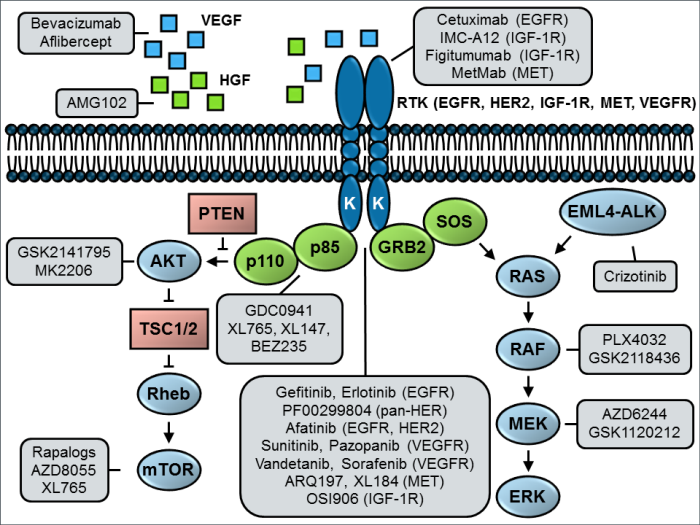 Bevacizumab
Aflibercept
VEGF
HGF
AMG102
Cetuximab (EGFR)
IMC-A12 (IGF-1R)
Figitumumab (IGF-1R)
MetMab (MET)
RTK (EGFR, HER2, IGF-1R, MET, VEGFR)
K
K
PTEN
p110
p85
GRB2
SOS
EML4-ALK
GSK2141795
MK2206
AKT
RAS
Crizotinib
GDC0941
XL765, XL147,
BEZ235
TSC1/2
RAF
PLX4032
GSK2118436
Rheb
Gefitinib, Erlotinib (EGFR)
PF00299804 (pan-HER)
Afatinib (EGFR, HER2)
Sunitinib, Pazopanib (VEGFR)
Vandetanib, Sorafenib (VEGFR)
ARQ197, XL184 (MET)
OSI906 (IGF-1R)
MEK
AZD6244
GSK1120212
Rapalogs
AZD8055
XL765
mTOR
ERK